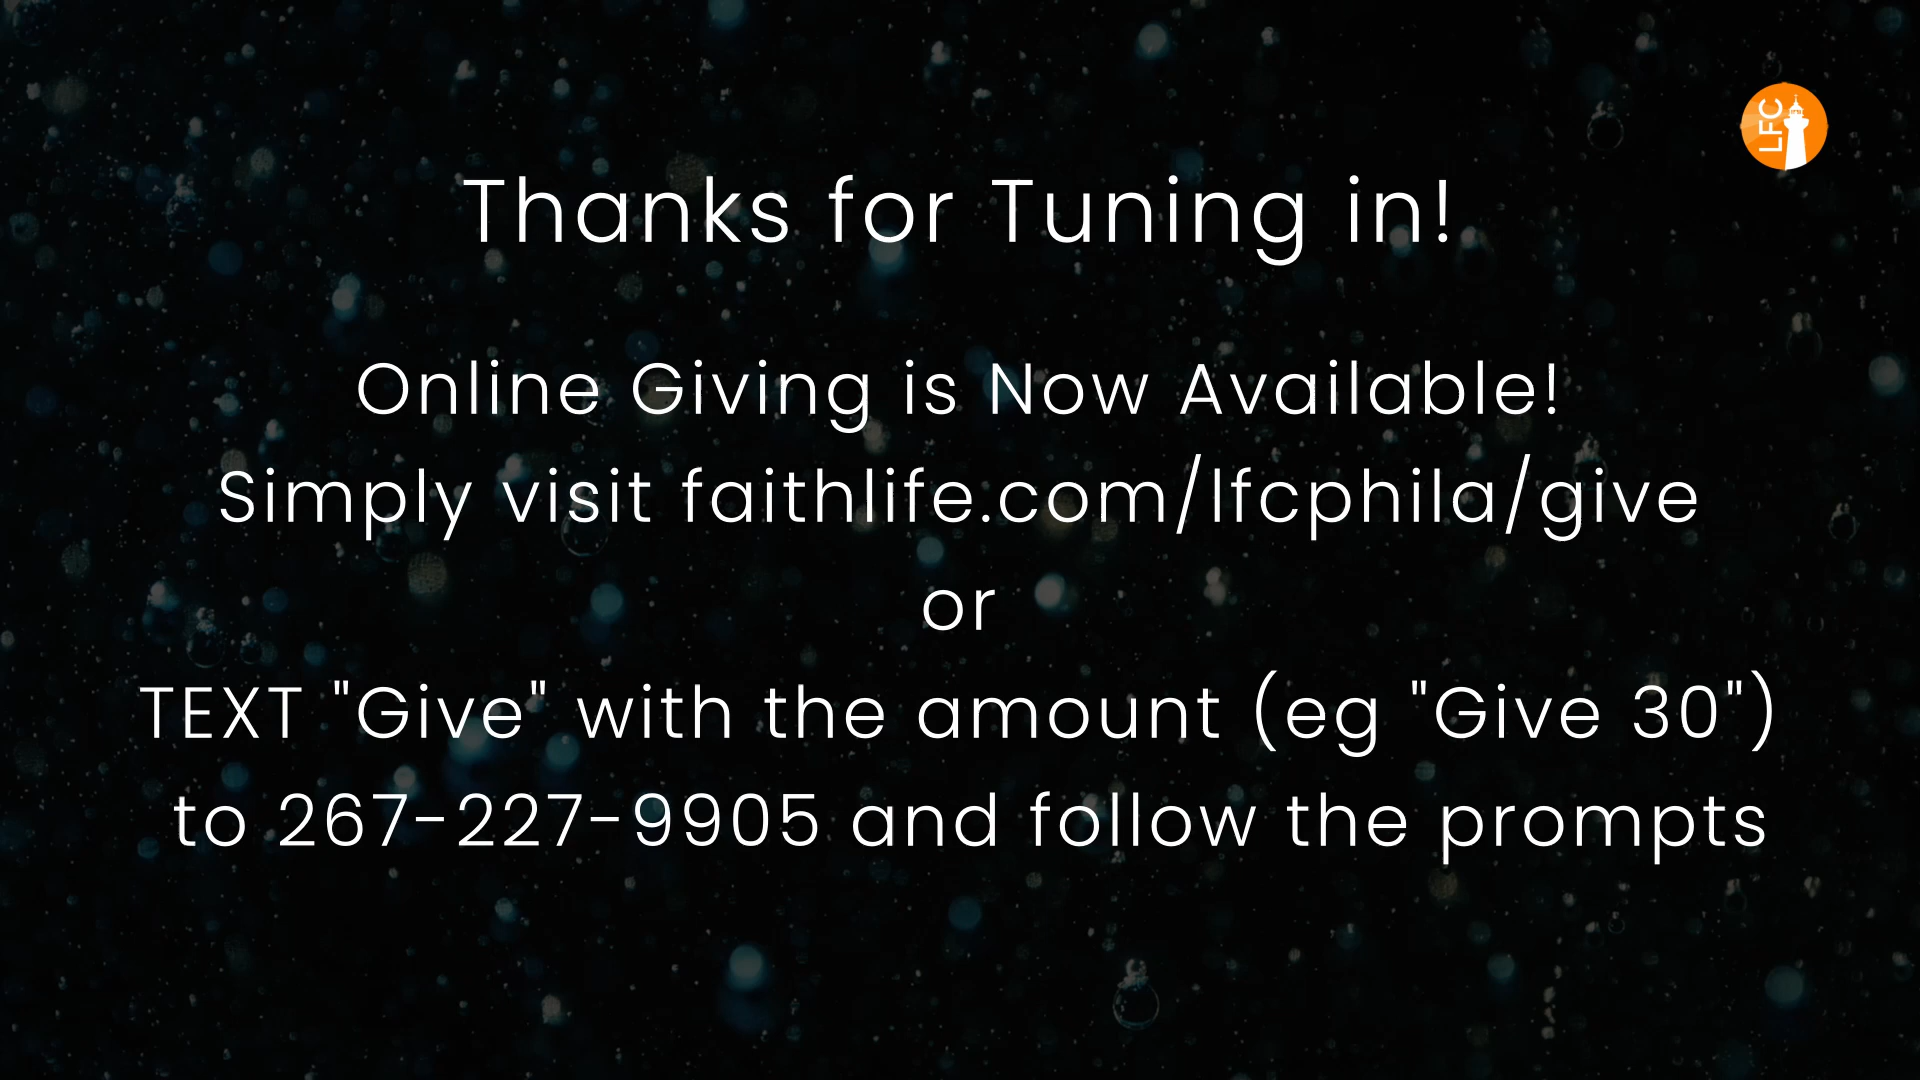 LFC
Thanks for Tuning in!
Online Giving is Now Available!
Simply visit faithlife.com/lfcphila/give
or
TEXT "Give" with the amount (eg "Give 30")
to 267-227-9905 and follow the prompts